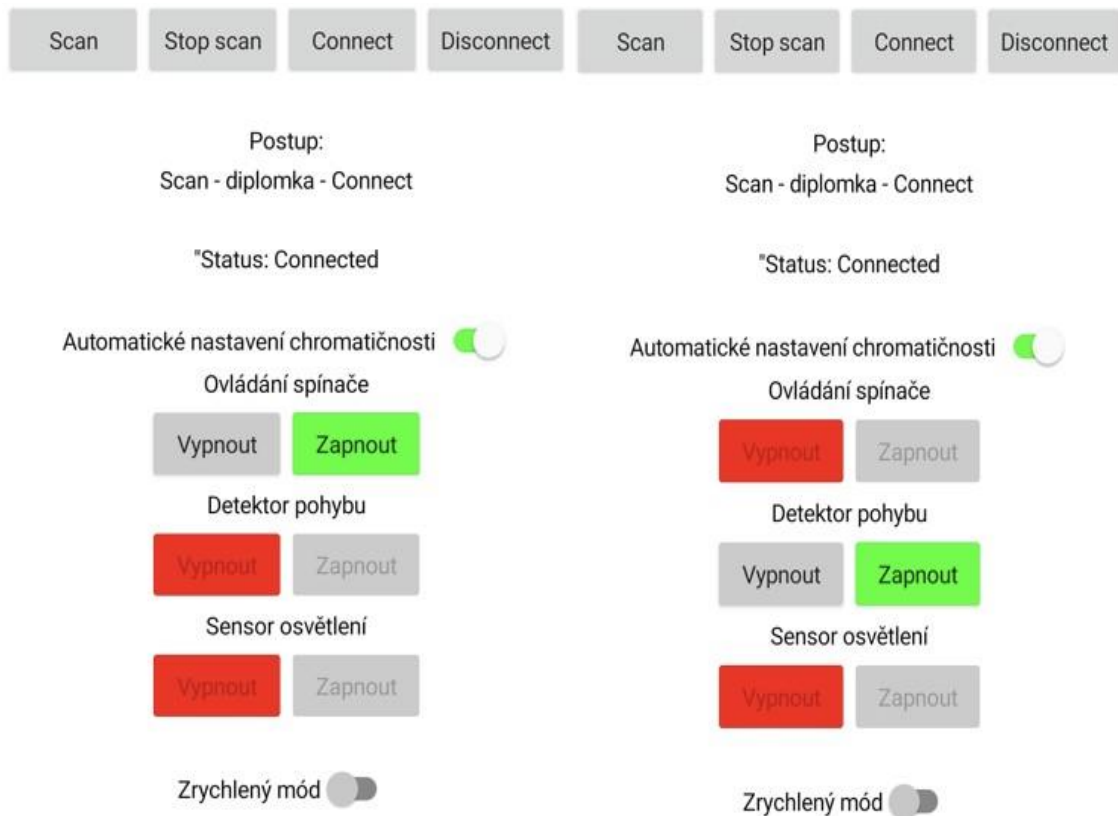 Scan Stop scan Connect Disconnect
Postup:
Scan - diplomka - Connect
"Status: Connected
Automatické nastavení chromatičnosti
Ovládání spínače
Vypnout Zapnout
Detektor pohybu
Vypnout Zapnout
Sensor osvětlení
Vypnout Zapnout
Zrychlený mód
Scan Stop scan Connect Disconnect
Postup:
Scan - diplomka - Connect
"Status: Connected
Automatické nastavení chromatičnosti
Ovládání spínače
Vypnout Zapnout
Detektor pohybu
Vypnout Zapnout
Sensor osvětlení
Vypnout Zapnout
Zrychlený mód